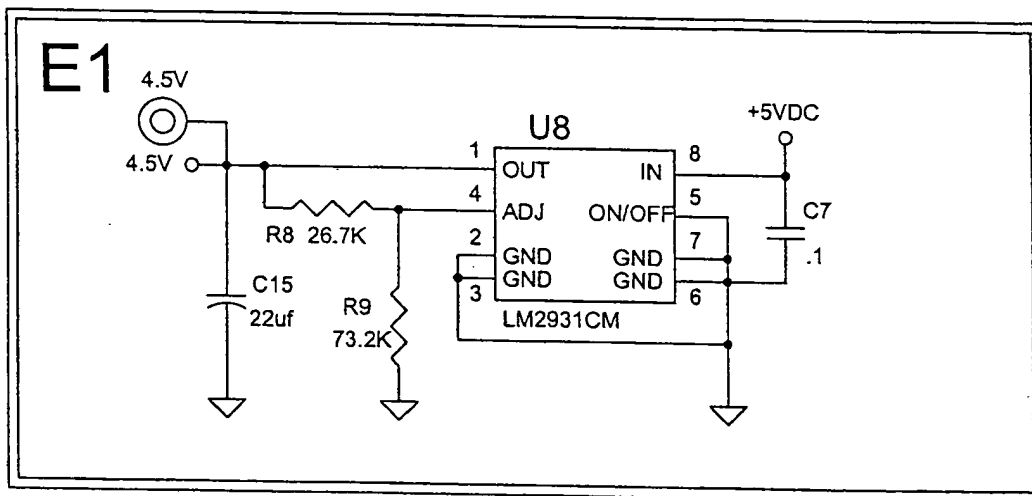 E1
4.5V
4.5V
U8
+5VDC
1
OUT
IN
8
4
ADJ
ON/OFF
5
C7
.1
R8 26.7K
2
GND
GND
7
GND
GND
3
6
C15
22uf
R9
73.2K
LM2931CM